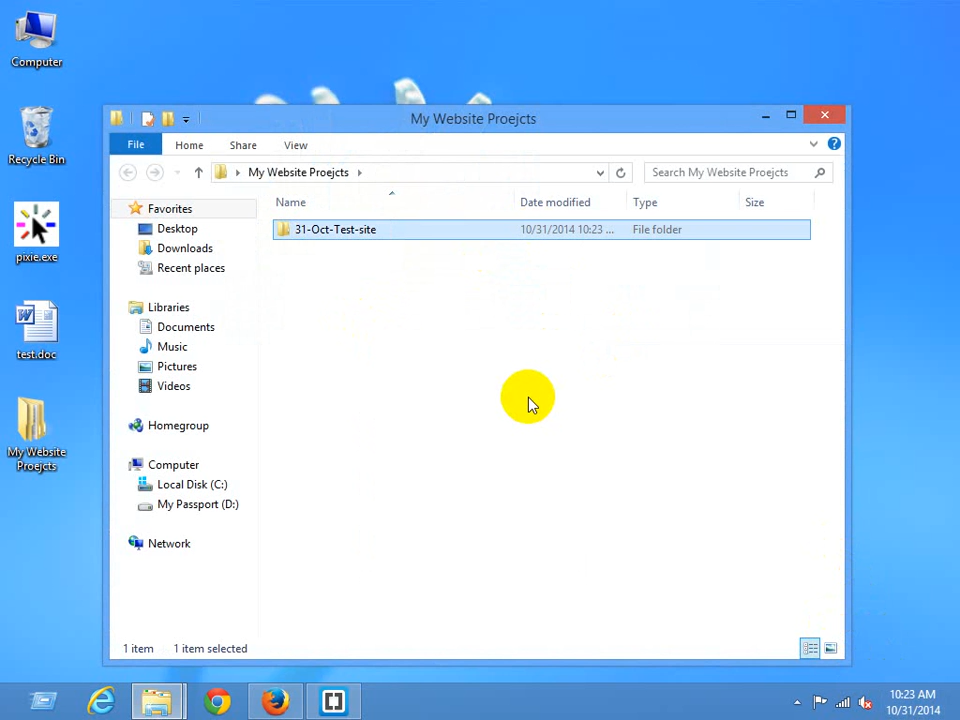 Computer
Recycle Bin
pixie.exe
test.doc
My Website
Proejcts
My Website Proejcts
File
Home
Share
View
My Website Proejcts
Search My Website Proejcts
Favorites
Desktop
Downloads
Recent places
Libraries
Documents
Music
Pictures
Videos
Homegroup
Computer
Local Disk (C:)
My Passport (D:)
Network
Name
Date modified
Type
Size
31-Oct-Test-site
10/31/2014 10:23 ...
File folder
1 item
1 item selected
10:23 AM
10/31/2014